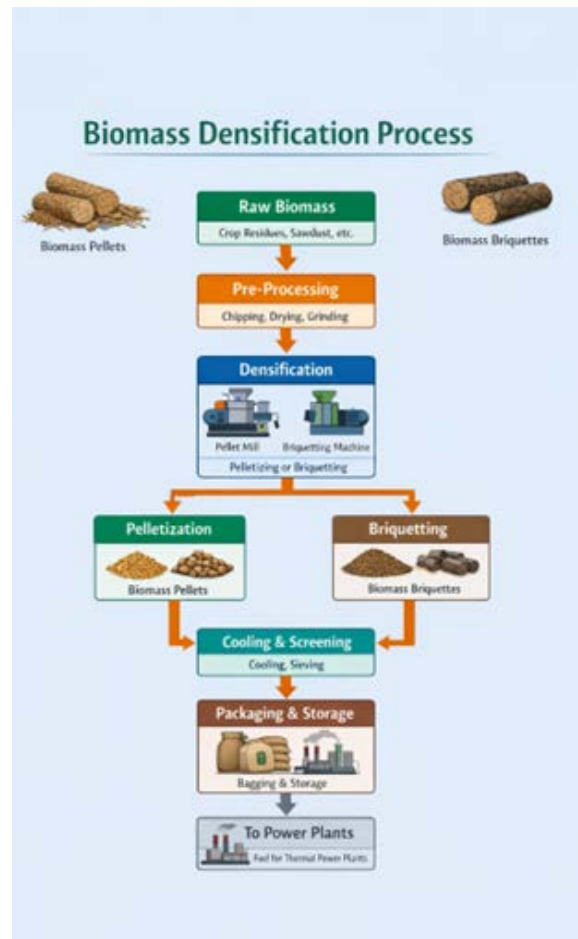 Biomass Densification Process
Biomass Pellets
Biomass Briquettes
Raw Biomass
Crop Residues, Sawdust, etc.
Pre-Processing
Chipping, Drying, Grinding
Densification
Pellet Mill
Briquetting Machine
Pelletizing or Briquetting
Pelletization
Biomass Pellets
Briquetting
Biomass Briquettes
Cooling & Screening
Cooling, Sieving
Packaging & Storage
Bagging & Storage
To Power Plants
Fuel for Thermal Power Plants